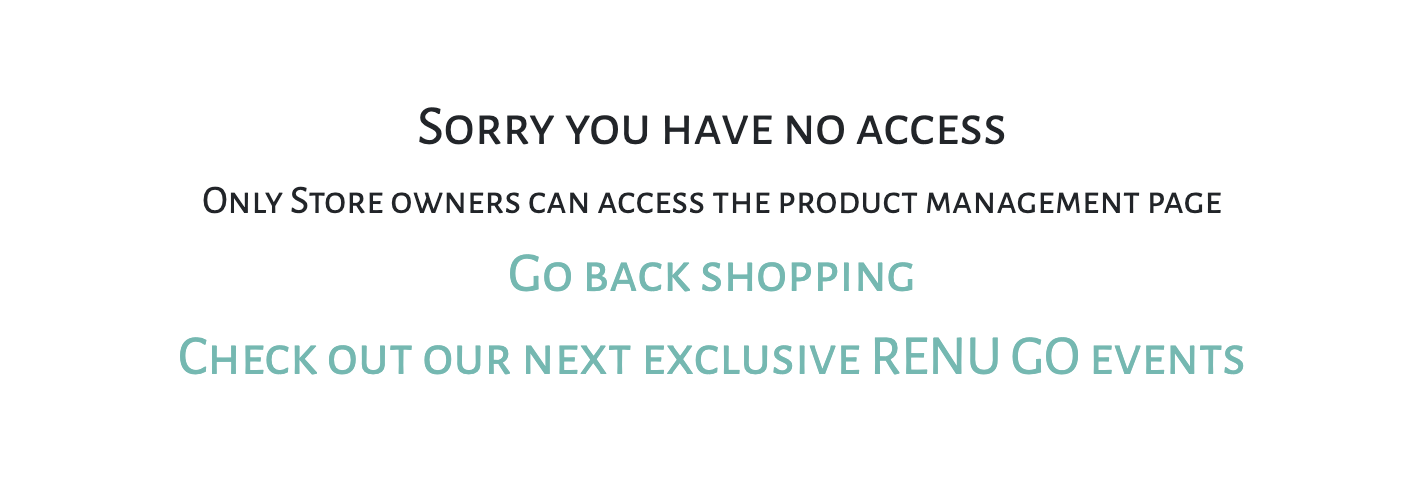 Sorry you have no access
Only Store owners can access the product management page
Go back shopping
Check out our next exclusive RENU GO events